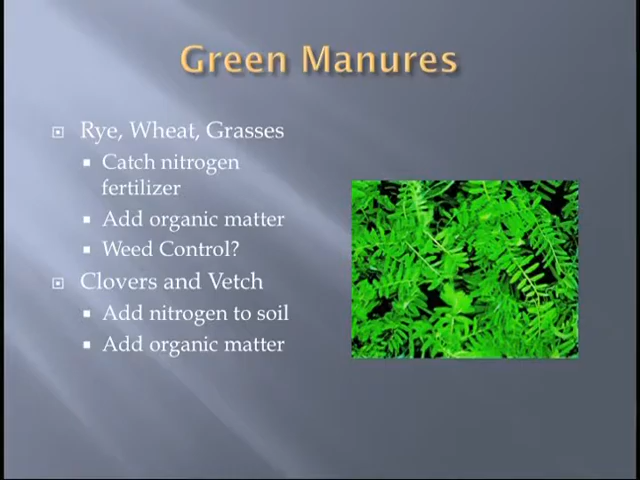 Green Manures
Rye, Wheat, Grasses
Catch nitrogen
fertilizer
Add organic matter
Weed Control?
Clovers and Vetch
Add nitrogen to soil
Add organic matter